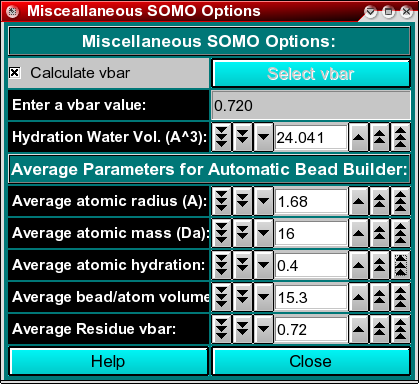 Misceallaneous SOMO Options
Miscellaneous SOMO Options:
Calculate vbar Select vbar
Enter a vbar value: 0.720
Hydration Water Vol. (A^3): 24.041
Average Parameters for Automatic Bead Builder:
Average atomic radius (A): 1.68
Average atomic mass (Da): 16
Average atomic hydration: 0.4
Average bead/atom volume 15.3
Average Residue vbar: 0.72
Help Close